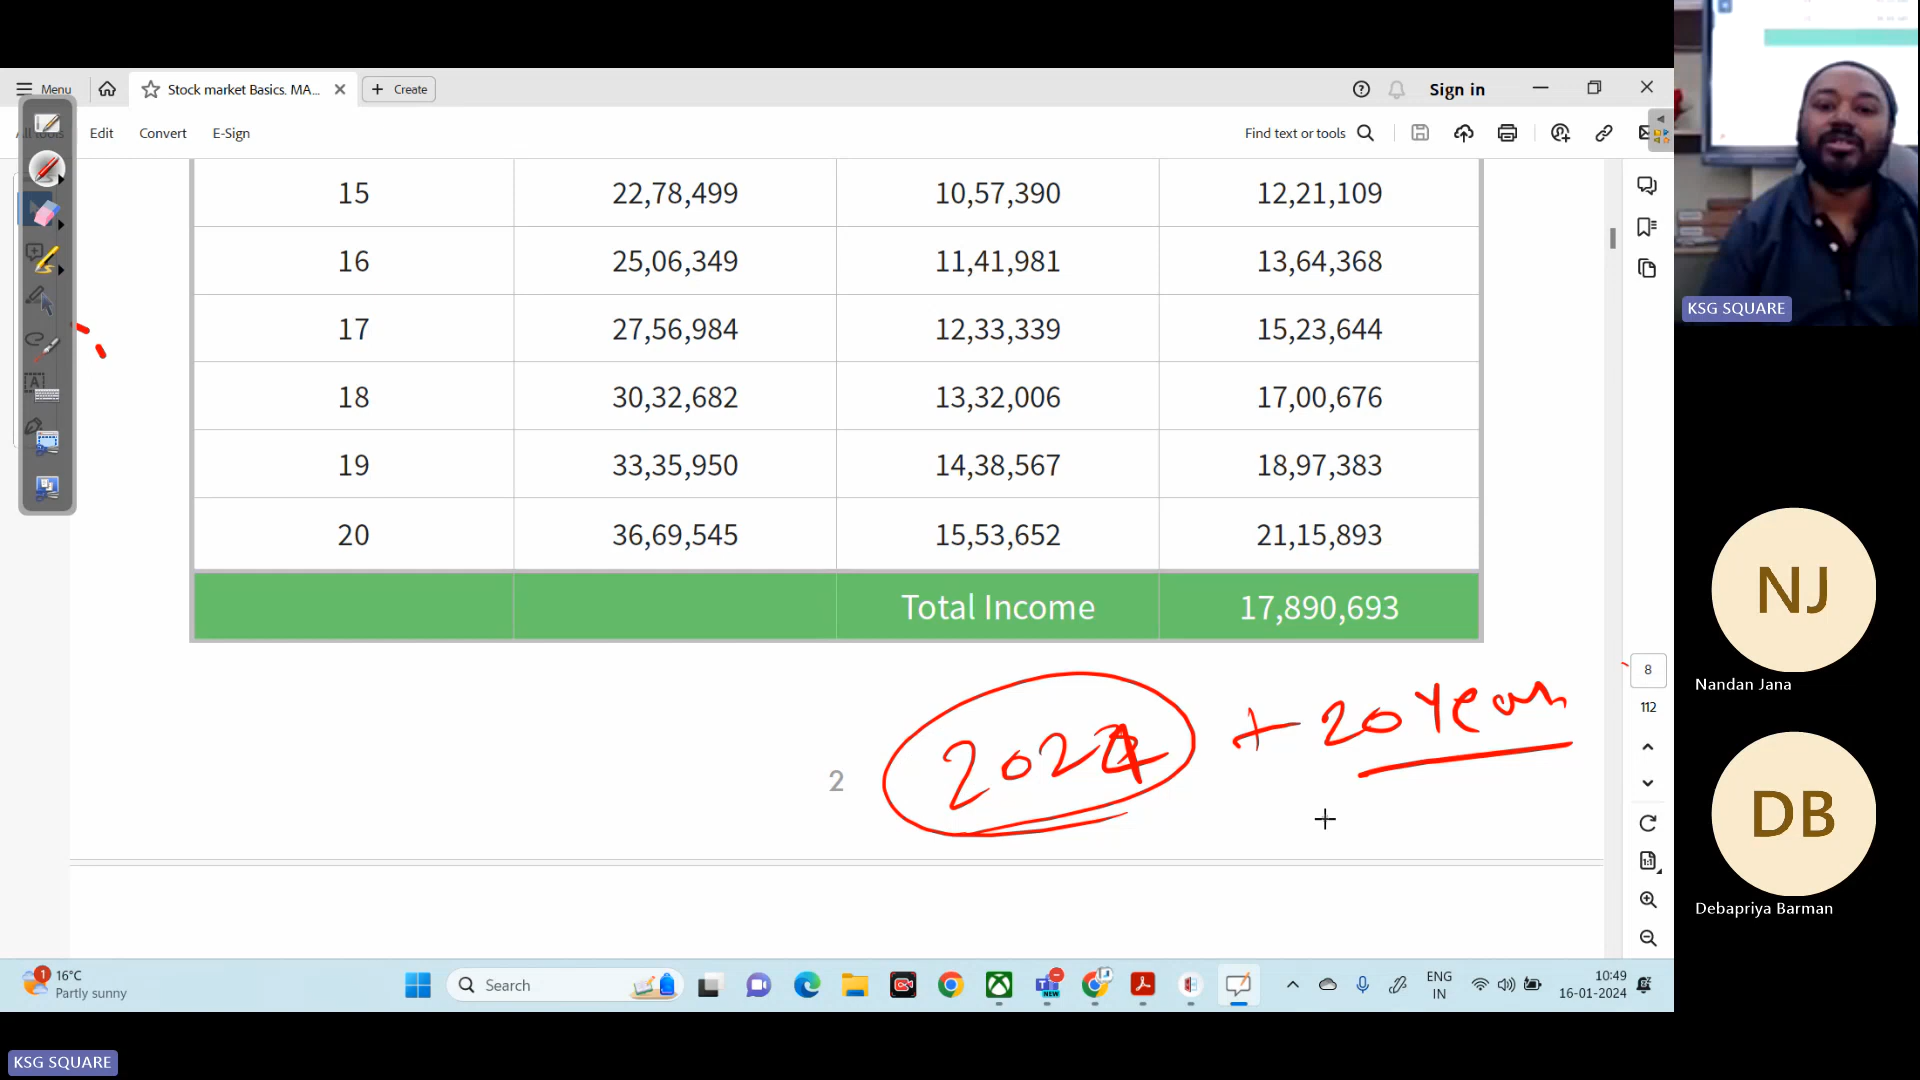 Menu
Stock market Basics. MA...
Create
Sign in
Edit
Convert
E-Sign
Find text or tools
15 22,78,499 10,57,390 12,21,109
16 25,06,349 11,41,981 13,64,368
17 27,56,984 12,33,339 15,23,644
18 30,32,682 13,32,006 17,00,676
19 33,35,950 14,38,567 18,97,383
20 36,69,545 15,53,652 21,15,893
Total Income 17,890,693
2024 + 20 Years
2
8
112
KSG SQUARE
NJ
Nandan Jana
DB
Debapriya Barman
1
16°C
Partly sunny
Search
NEW
ENG
IN
10:49
16-01-2024
KSG SQUARE